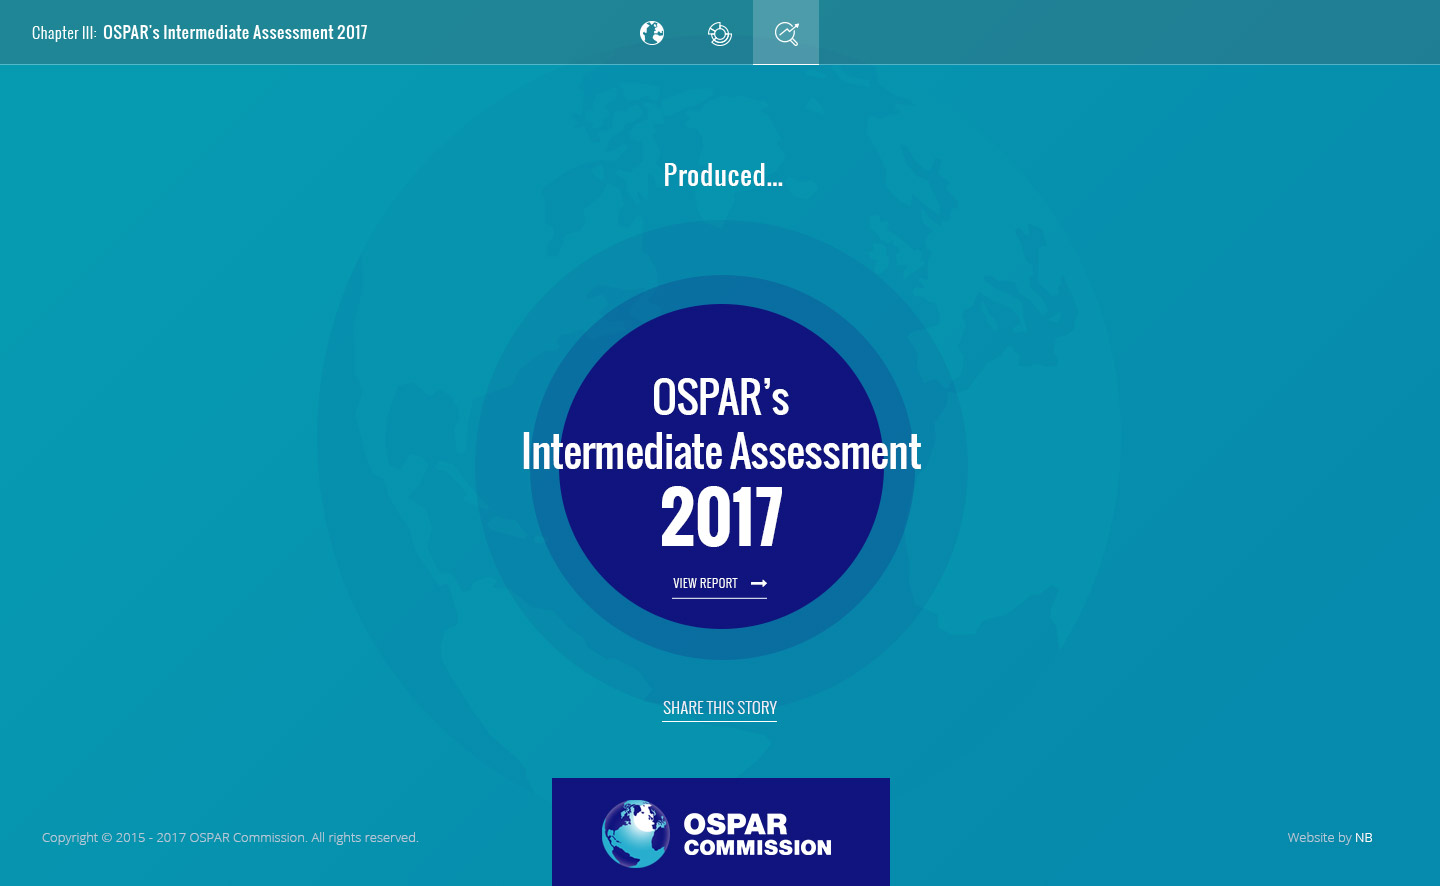 Chapter III: OSPAR's Intermediate Assessment 2017
Produced...
OSPAR’s
Intermediate Assessment
2017
VIEW REPORT
SHARE THIS STORY
OSPAR
COMMISSION
Copyright © 2015 - 2017 OSPAR Commission. All rights reserved.
Website by NB